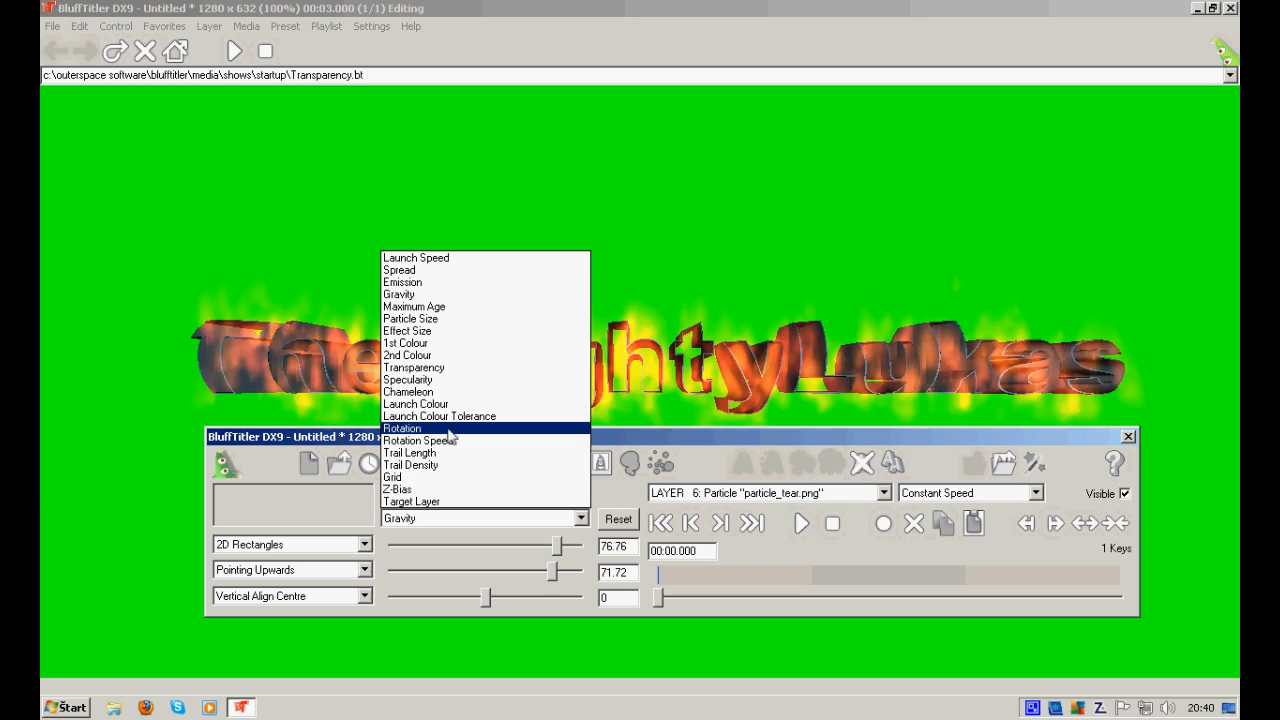 BluffTitler DX9 - Untitled * 1280 x 632 (100%) 00:03.000 (1/1) Editing
File Edit Control Favorites Layer Media Preset Playlist Settings Help
c:\outerspace software\blufftitler\media\shows\startup\Transparency.bt
Launch Speed
Spread
Emission
Gravity
Maximum Age
Particle Size
Effect Size
1st Colour
2nd Colour
Transparency
Specularity
Chameleon
Launch Colour
Launch Colour Tolerance
Rotation
Rotation Speed
Trail Length
Trail Density
Grid
Z-Bias
Target Layer
The ghtyLukas
BluffTitler DX9 - Untitled * 1280 x
LAYER 6: Particle "particle_tear.png" Constant Speed Visible
Gravity Reset
2D Rectangles 76.76 00:00.000 1 Keys
Pointing Upwards 71.72
Vertical Align Centre 0
Štart 20:40